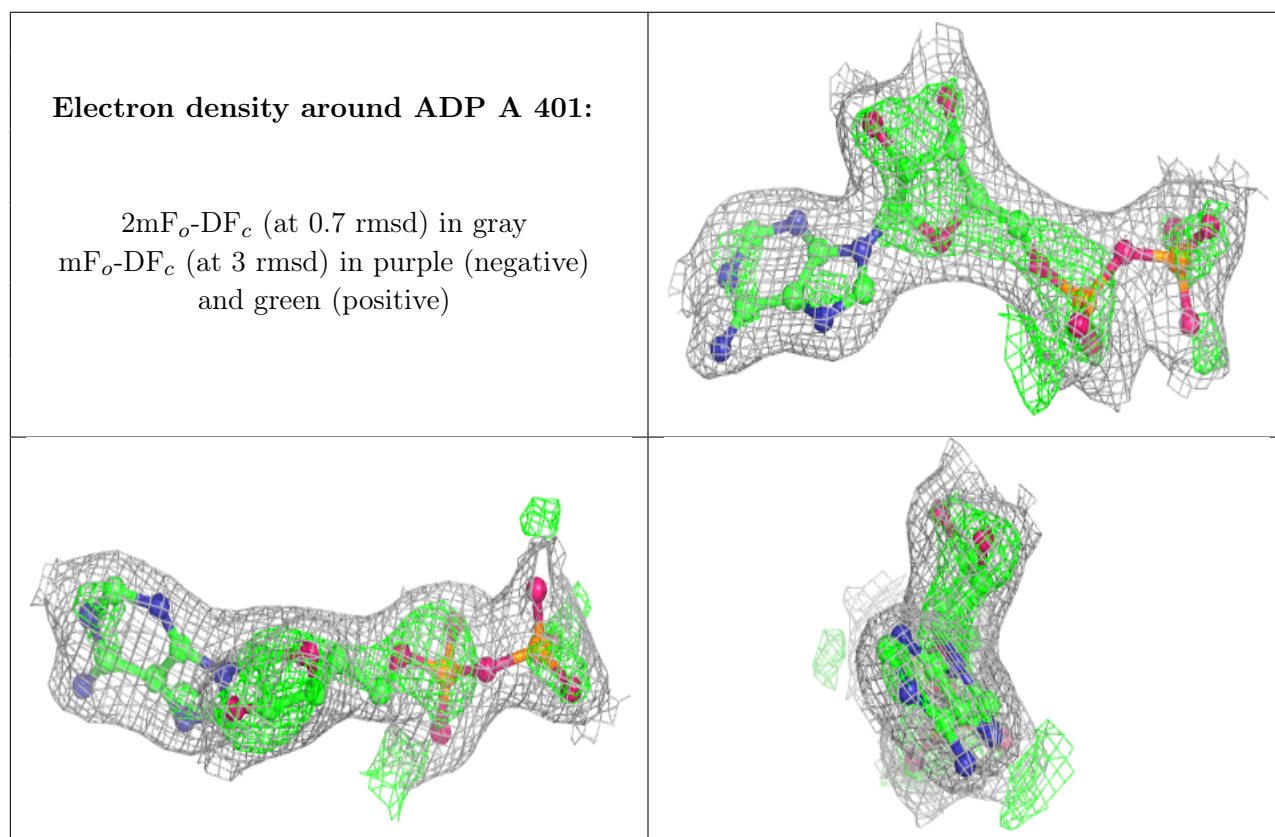 Electron density around ADP A 401:
2mFₒ-DF𝒸 (at 0.7 rmsd) in gray
mFₒ-DF𝒸 (at 3 rmsd) in purple (negative)
and green (positive)